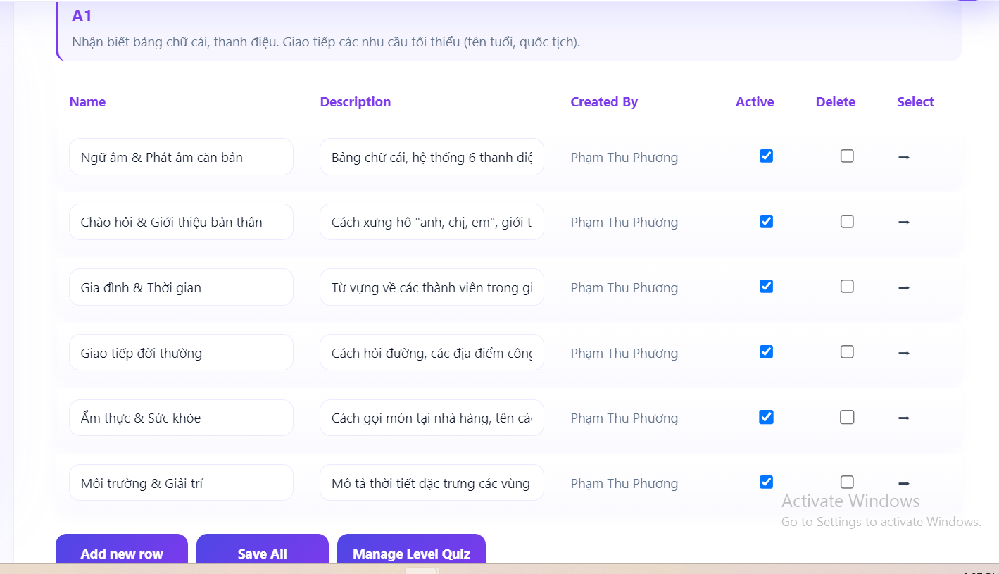 A1
Nhận biết bảng chữ cái, thanh điệu. Giao tiếp các nhu cầu tối thiểu (tên tuổi, quốc tịch).
Name Description Created By Active Delete Select
Ngữ âm & Phát âm căn bản Bảng chữ cái, hệ thống 6 thanh Phạm Thu Phương
Chào hỏi & Giới thiệu bản thân Cách xưng hô "anh, chị, em", giới t Phạm Thu Phương
Gia đình & Thời gian Từ vựng về các thành viên trong gi Phạm Thu Phương
Giao tiếp đời thường Cách hỏi đường, các địa điểm công Phạm Thu Phương
Ẩm thực & Sức khỏe Cách gọi món tại nhà hàng, tên các Phạm Thu Phương
Môi trường & Giải trí Mô tả thời tiết đặc trưng các vùng Phạm Thu Phương
Activate Windows
Go to Settings to activate Windows.
Add new row Save All Manage Level Quiz